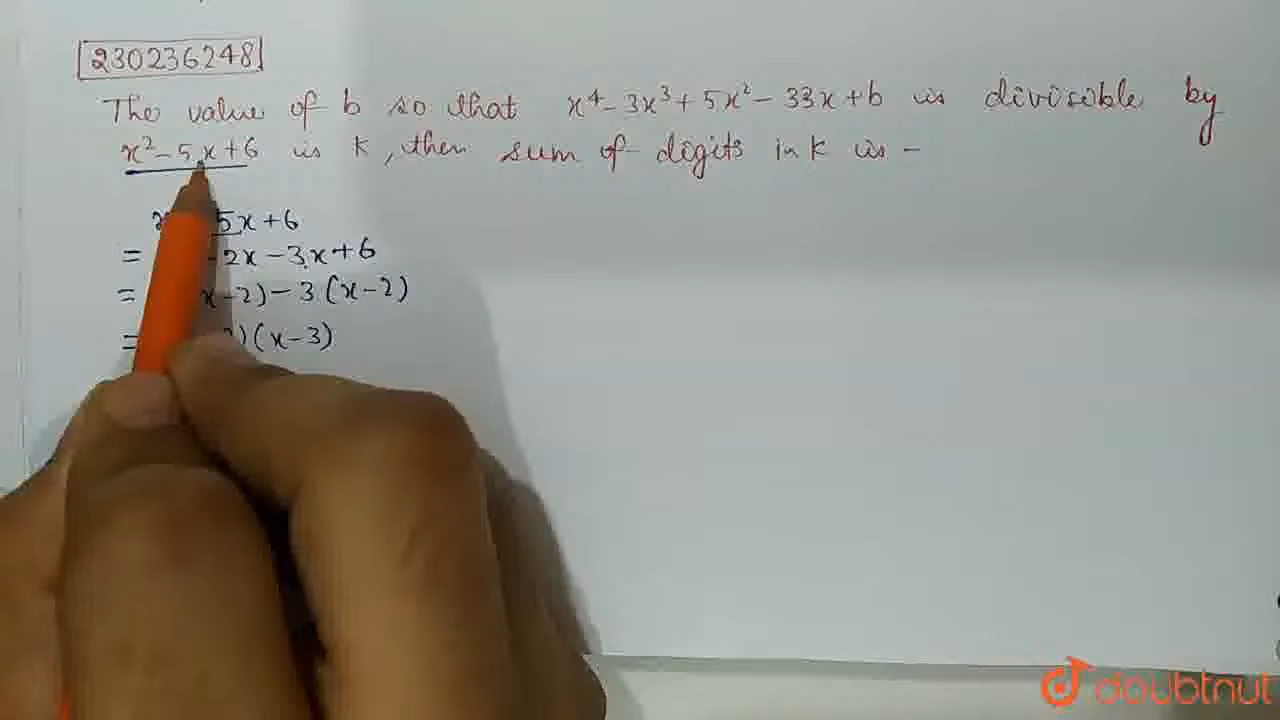 230236248
The value of b so that x⁴ - 3x³ + 5x² - 33x + b is divisible by
x² - 5x + 6 is k, then sum of digits in k is -
5x + 6
= - 2x - 3x + 6
= x - 2) - 3 (x - 2)
= ) (x - 3)
doubtnut